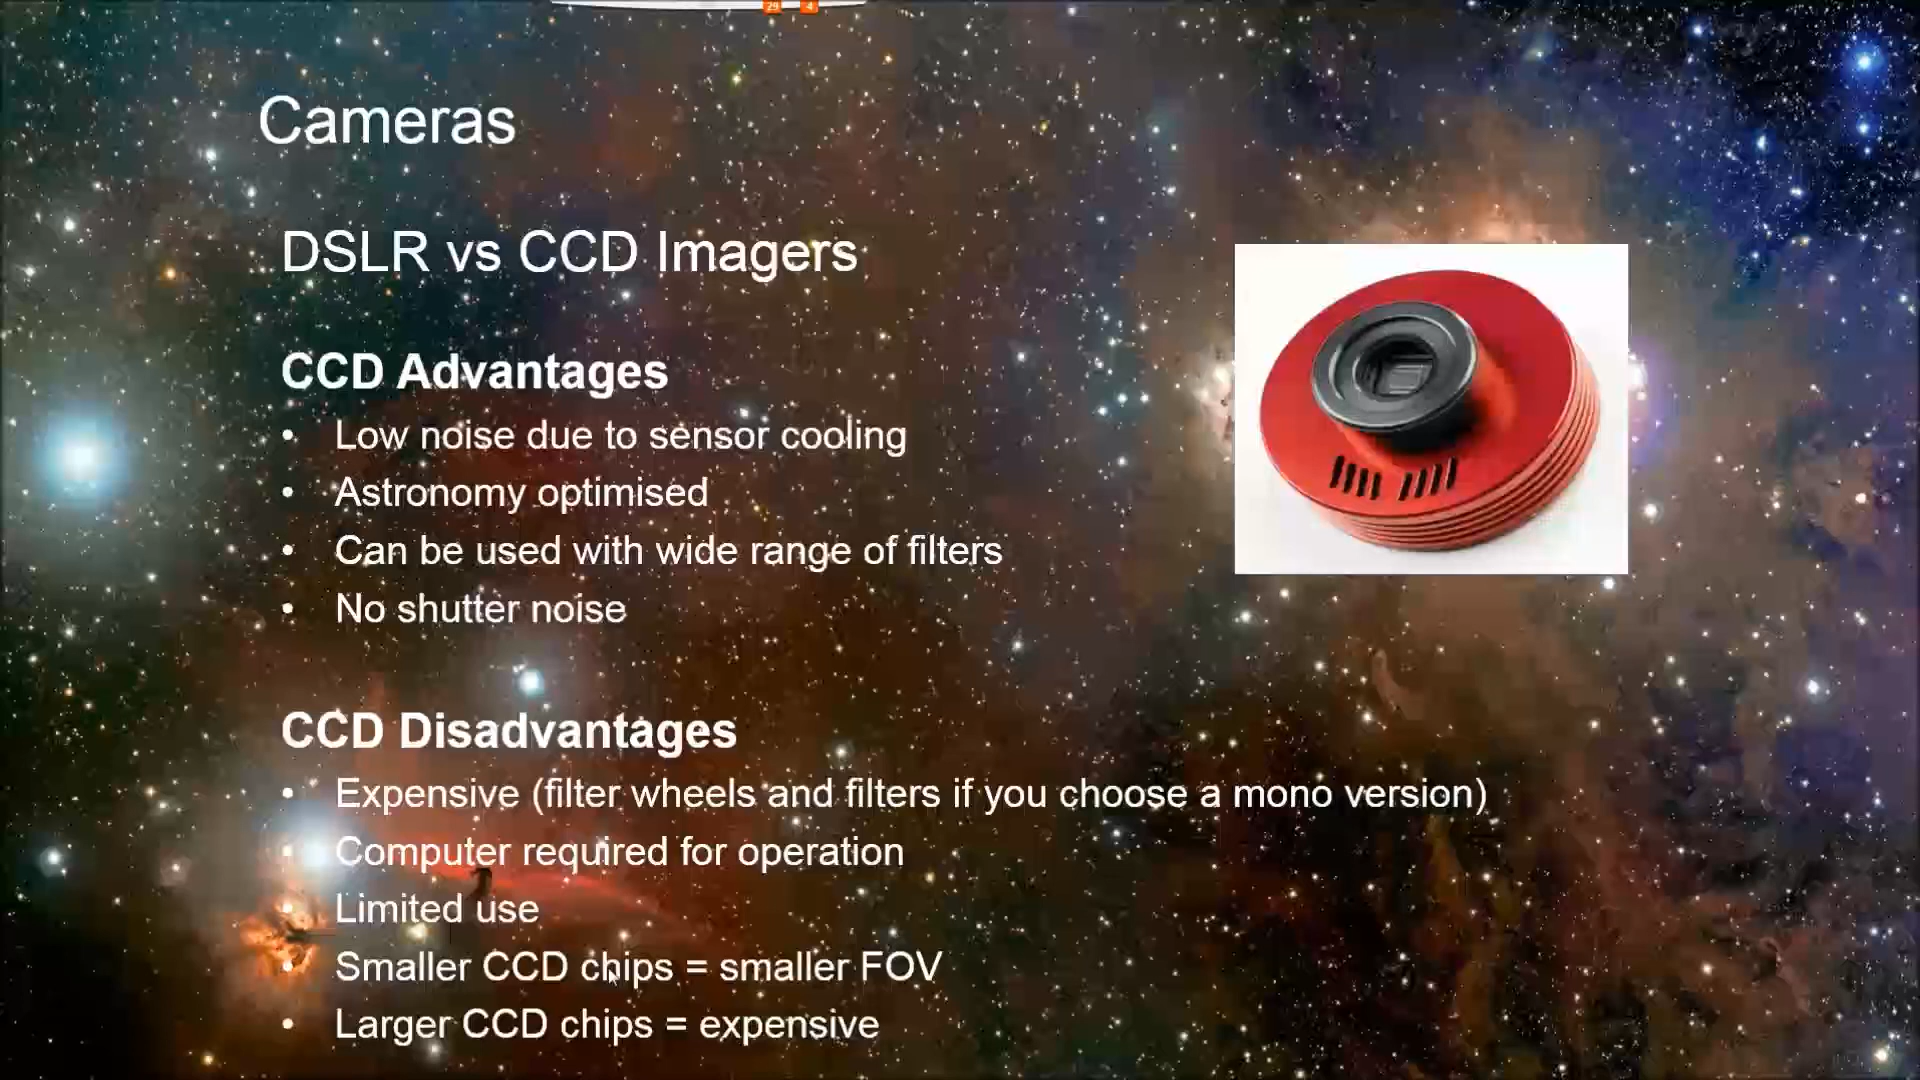 29 4
Cameras
DSLR vs CCD Imagers
CCD Advantages
• Low noise due to sensor cooling
• Astronomy optimised
• Can be used with wide range of filters
• No shutter noise
CCD Disadvantages
• Expensive (filter wheels and filters if you choose a mono version)
• Computer required for operation
• Limited use
• Smaller CCD chips = smaller FOV
• Larger CCD chips = expensive